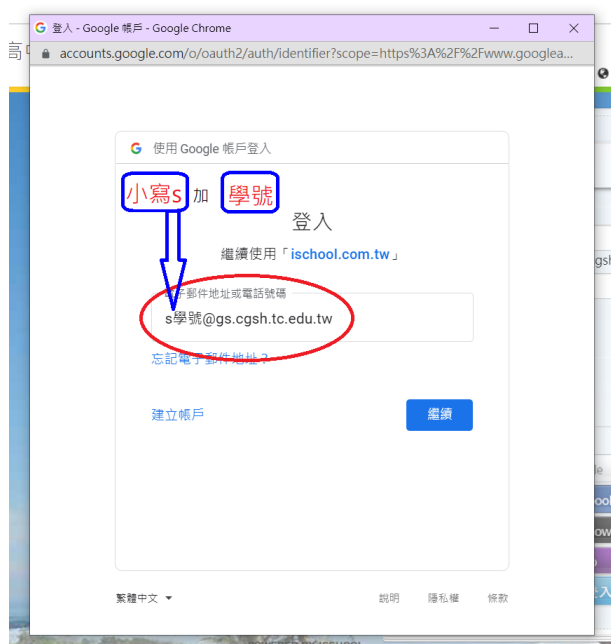 登入 - Google 帳戶 - Google Chrome
accounts.google.com/o/oauth2/auth/identifier?scope=https%3A%2F%2Fwww.googlea...
使用 Google 帳戶登入
小寫s 加 學號
登入
繼續使用「ischool.com.tw」
電子郵件地址或電話號碼
s學號@gs.cgsh.tc.edu.tw
忘記電子郵件地址？
建立帳戶
繼續
繁體中文
說明
隱私權
條款